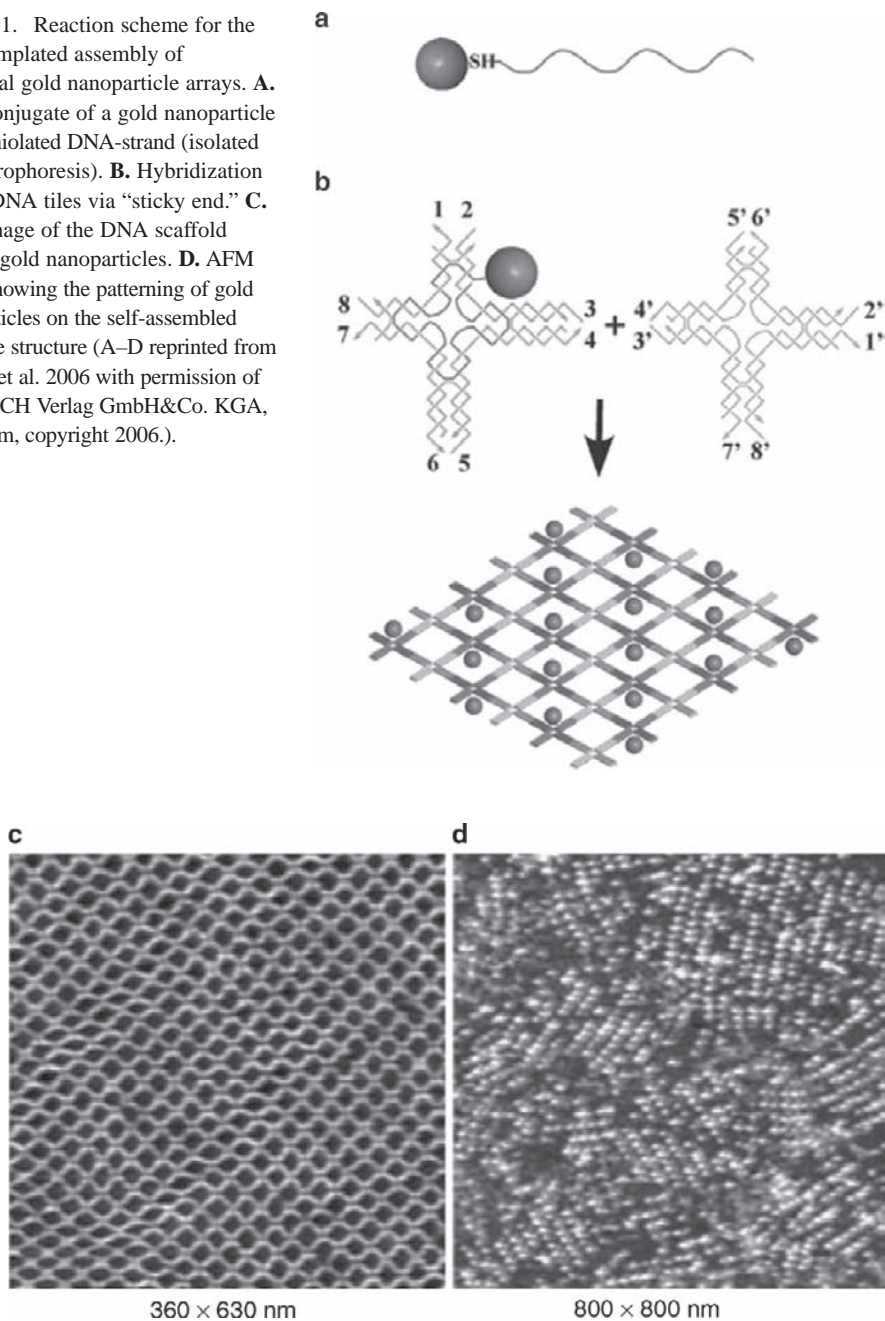 1. Reaction scheme for the
mplated assembly of
al gold nanoparticle arrays. A.
onjugate of a gold nanoparticle
iolated DNA-strand (isolated
rophoresis). B. Hybridization
DNA tiles via “sticky end.” C.
nage of the DNA scaffold
gold nanoparticles. D. AFM
howing the patterning of gold
ticles on the self-assembled
e structure (A–D reprinted from
et al. 2006 with permission of
CH Verlag GmbH&Co. KGA,
m, copyright 2006.).
a
SH
b
1 2
5’ 6’
8
7
3
4
+
4’
3’
2’
1’
6 5
7’ 8’
c
d
360 × 630 nm
800 × 800 nm